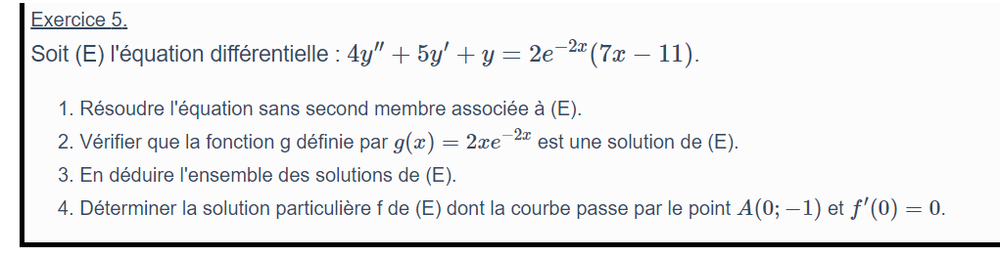 Exercice 5.
Soit (E) l'équation différentielle : 4y″ + 5y′ + y = 2e^{−2x}(7x − 11).
1. Résoudre l'équation sans second membre associée à (E).
2. Vérifier que la fonction g définie par g(x) = 2xe^{−2x} est une solution de (E).
3. En déduire l'ensemble des solutions de (E).
4. Déterminer la solution particulière f de (E) dont la courbe passe par le point A(0; −1) et f′(0) = 0.